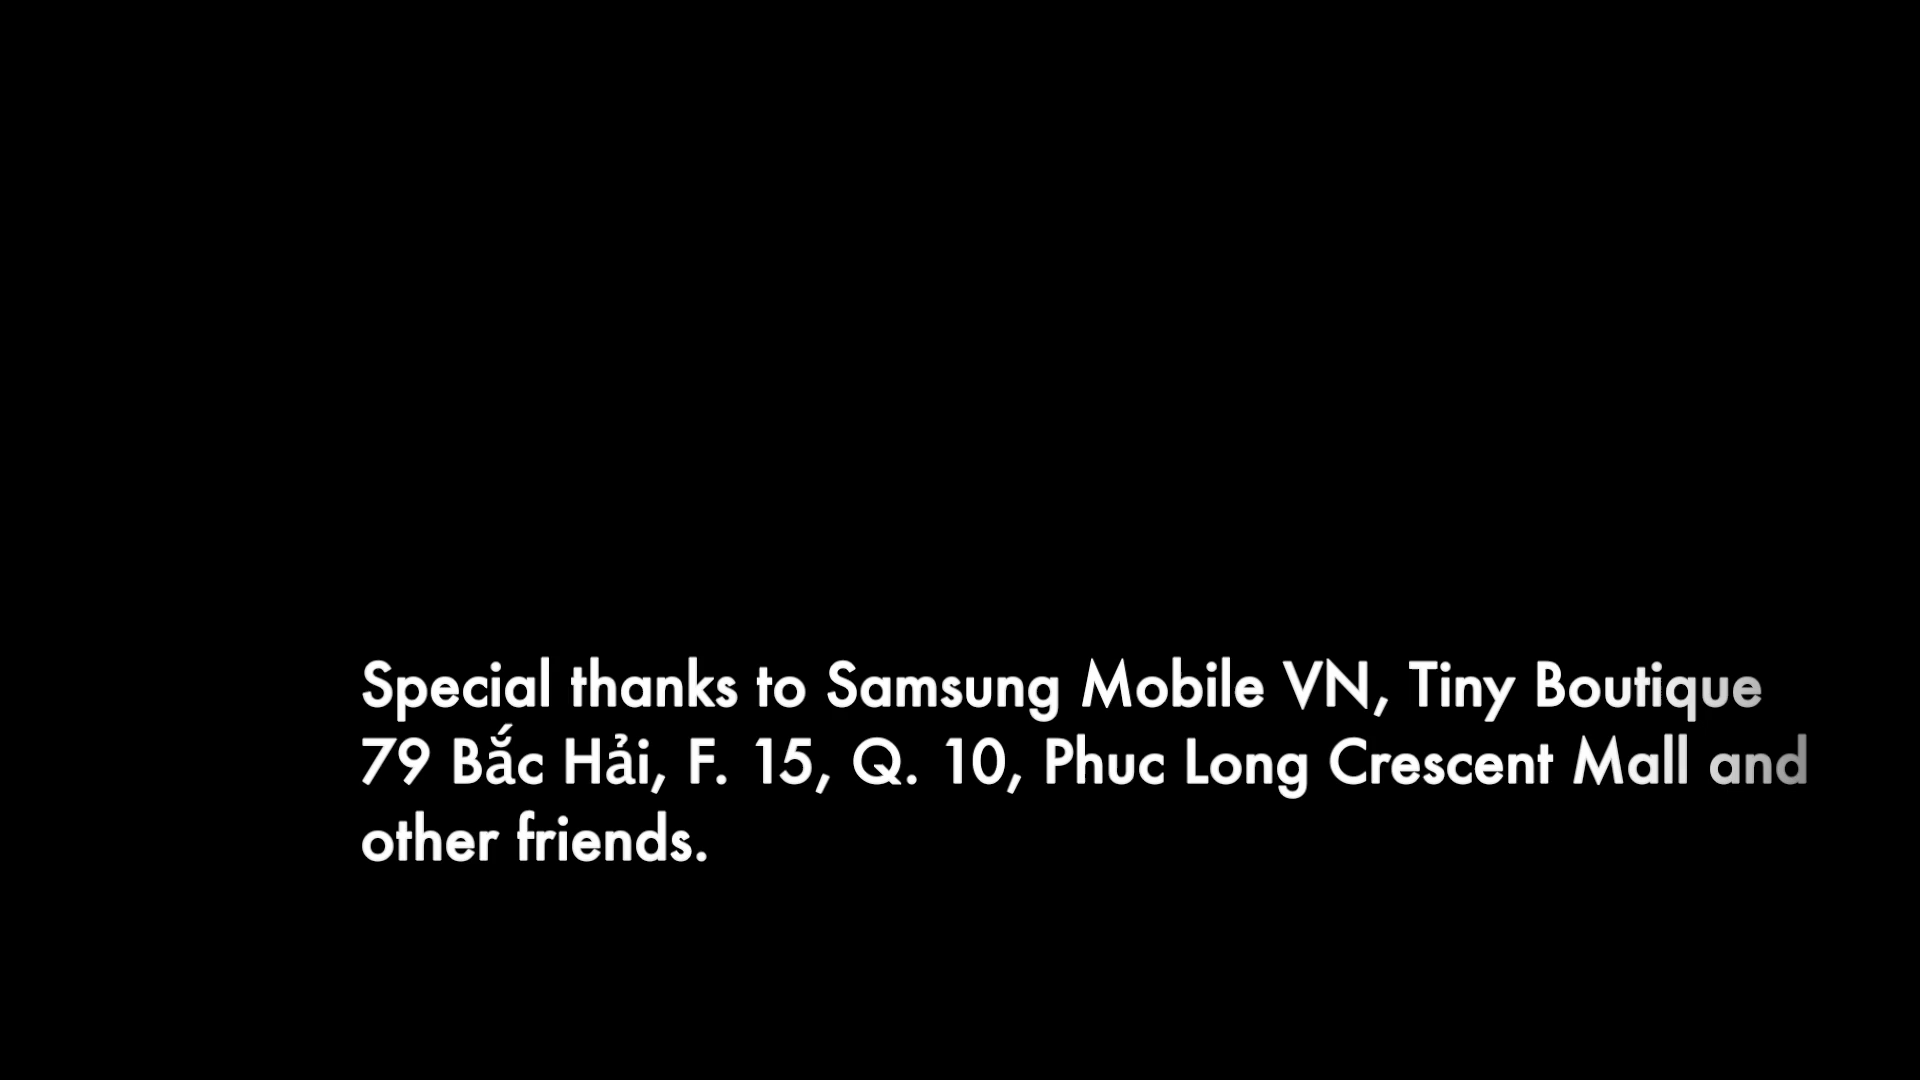 Special thanks to Samsung Mobile VN, Tiny Boutique
79 Bắc Hải, F. 15, Q. 10, Phuc Long Crescent Mall and
other friends.